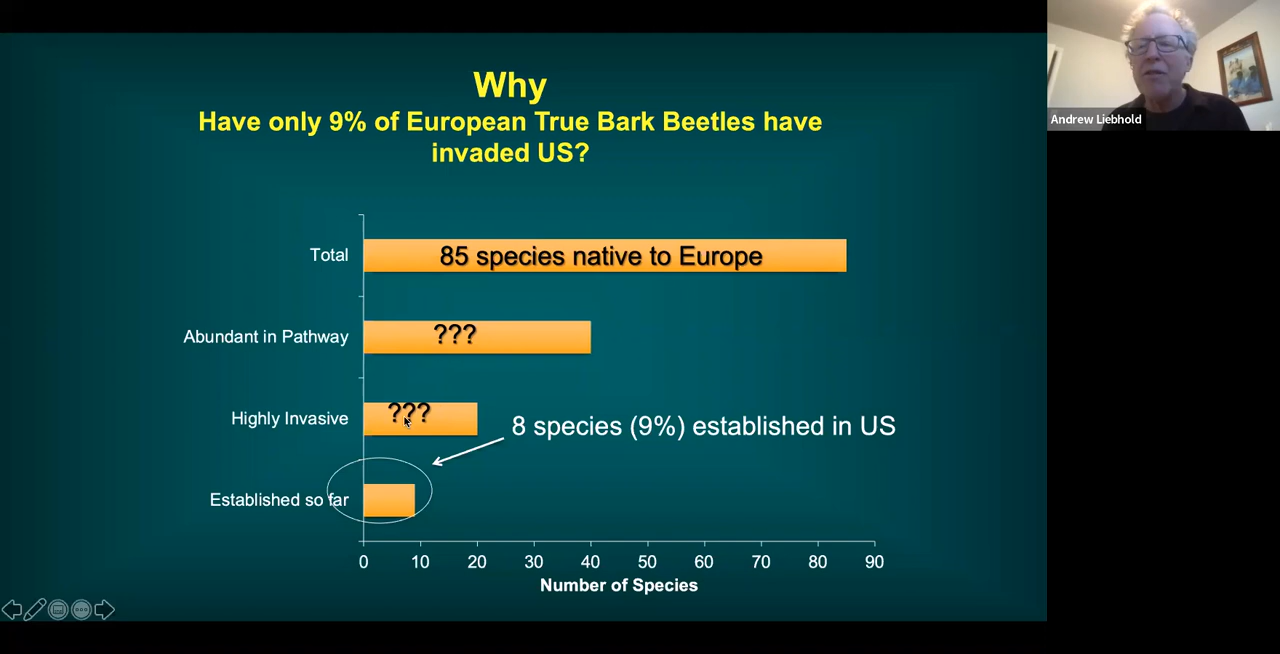 Why
Have only 9% of European True Bark Beetles have
invaded US?
Total
85 species native to Europe
Abundant in Pathway
???
Highly Invasive
???
8 species (9%) established in US
Established so far
0 10 20 30 40 50 60 70 80 90
Number of Species
Andrew Liebhold